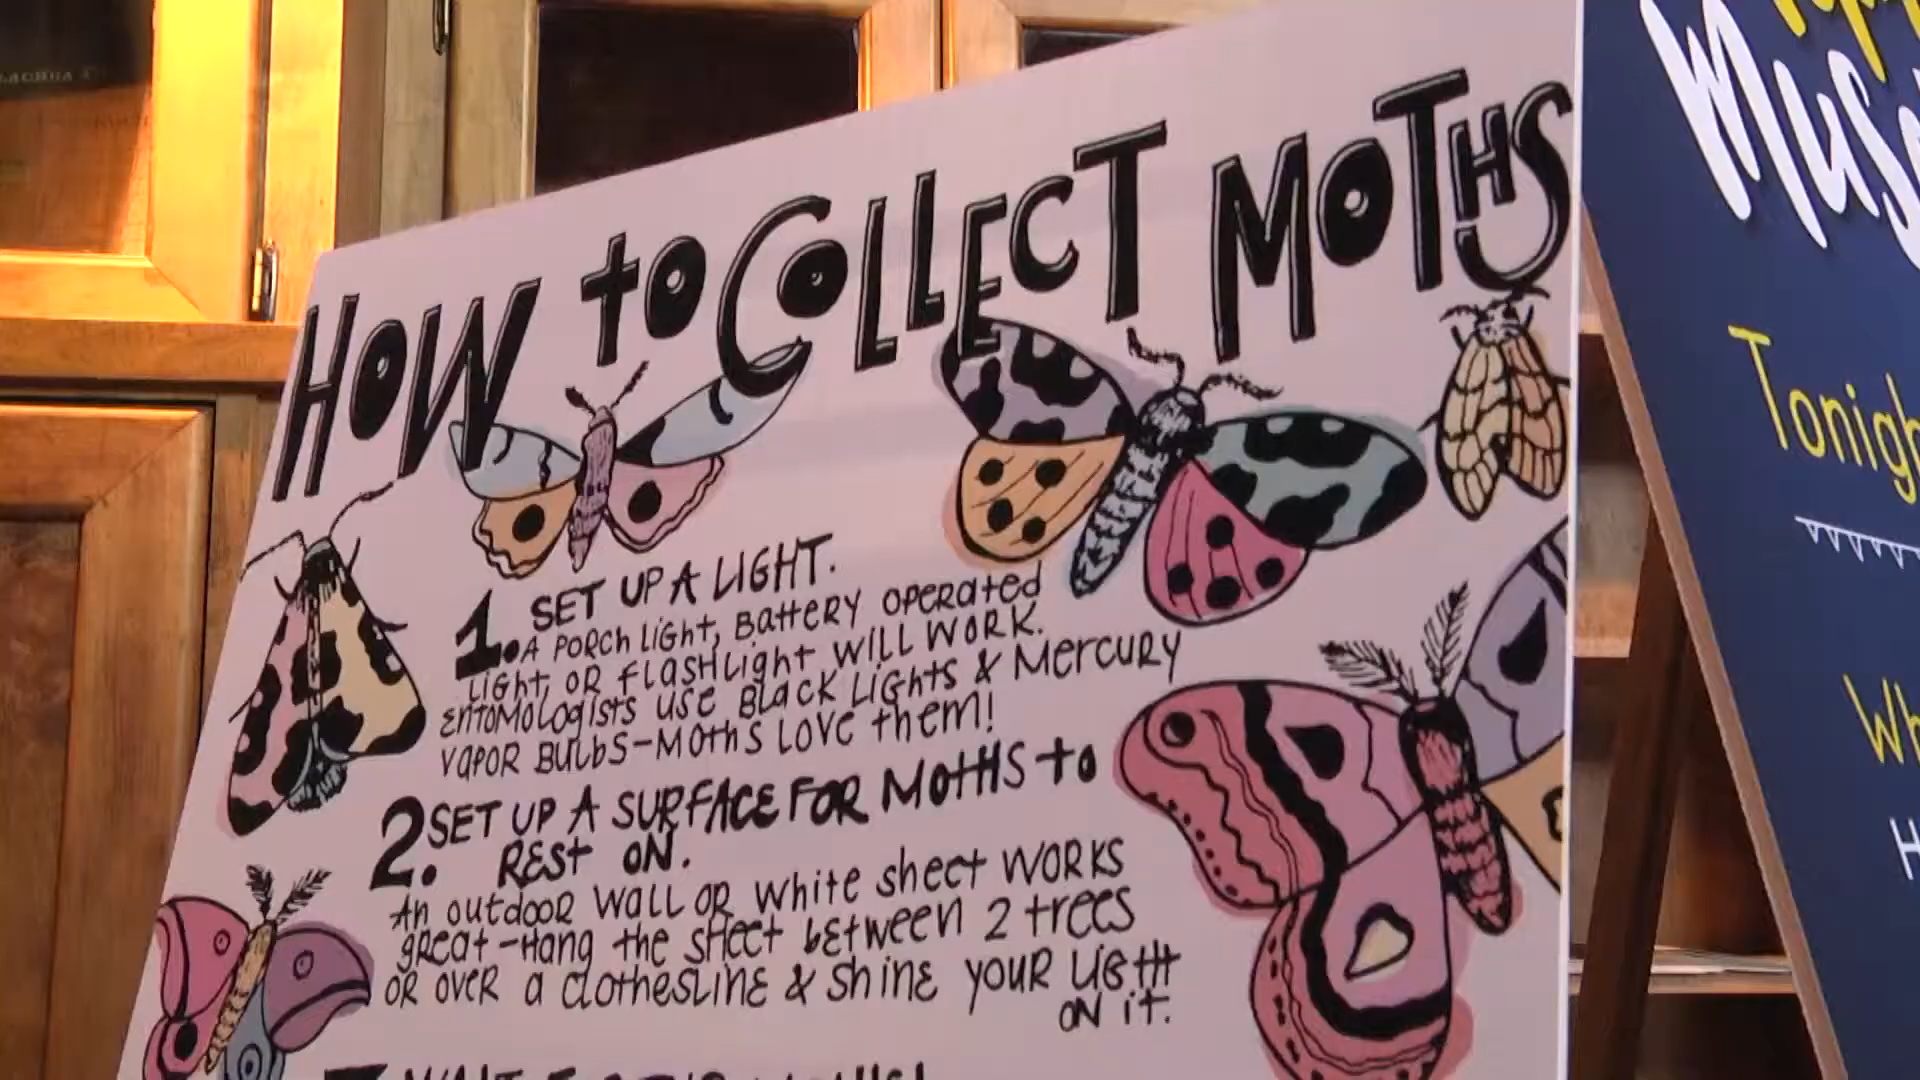 HOW to COLLECT MOTHS
1. SET UP A LIGHT.
A PORCH LIGHT, BATTERY OPERATED
LIGHT, OR FLASHLIGHT WILL WORK.
ENTOMOLOGISTS USE BLACK LIGHTS & MERCURY
VAPOR BULBS-MOTHS LOVE THEM!
2. SET UP A SURFACE FOR MOTHS to
REST ON.
AN OUTDOOR WALL OR WHITE SHEET WORKS
GREAT-HANG THE SHEET BETWEEN 2 TREES
OR OVER A CLOTHESLINE & SHINE YOUR LIGHT
ON IT.
Tonigh
Wh
H